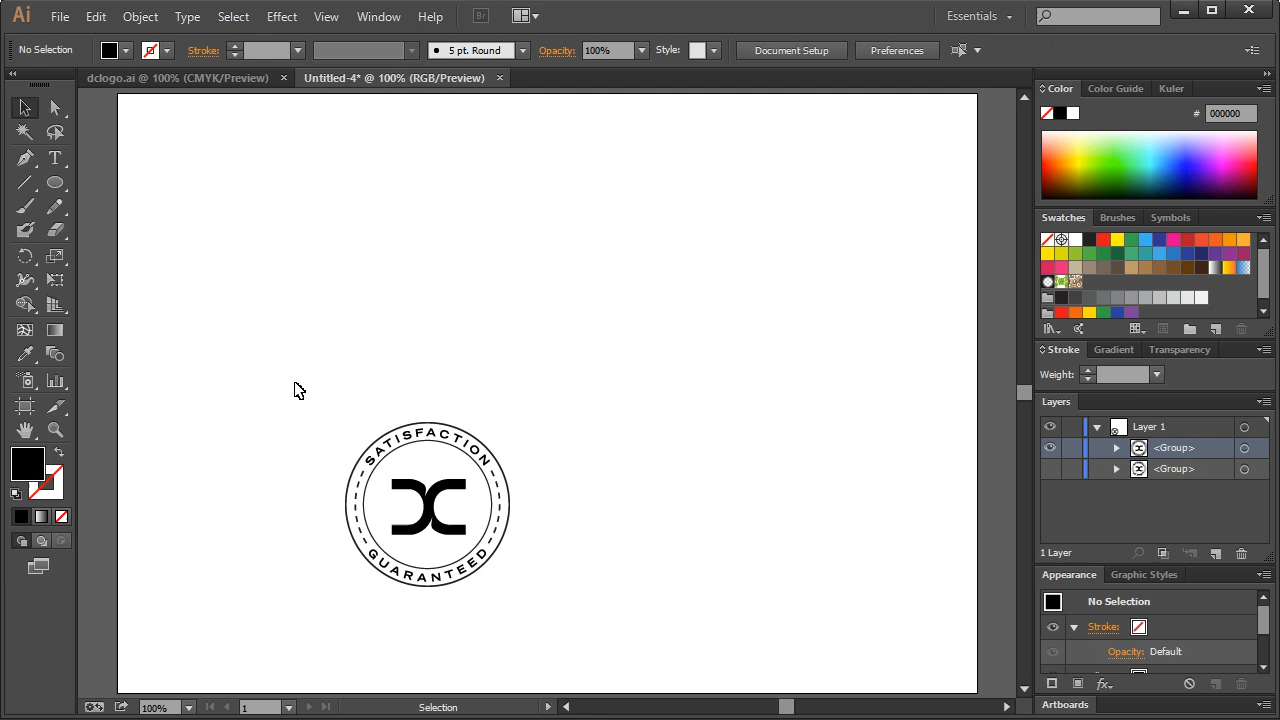 Ai File Edit Object Type Select Effect View Window Help Br Essentials
No Selection Stroke: 5 pt. Round Opacity: 100% Style: Document Setup Preferences
dclogo.ai @ 100% (CMYK/Preview) Untitled-4* @ 100% (RGB/Preview)
Color Color Guide Kuler
# 000000
Swatches Brushes Symbols
Stroke Gradient Transparency
Weight:
Layers
Layer 1
<Group>
<Group>
1 Layer
Appearance Graphic Styles
No Selection
Stroke:
Opacity: Default
Artboards
SATISFACTION
GUARANTEED
100% 1 Selection